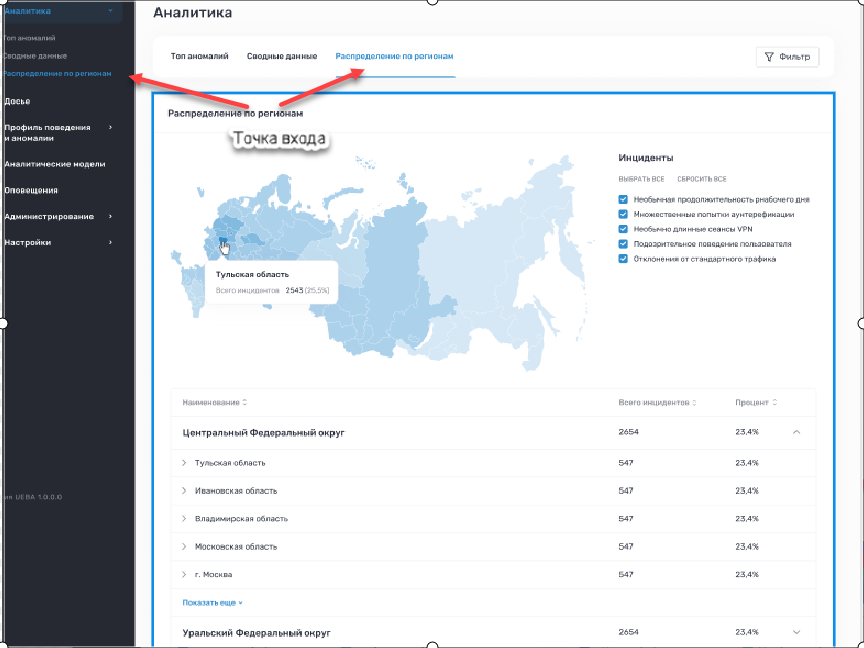 Аналитика
Топ аномалий
Сводные данные
Распределение по регионам
Досье
Профиль поведения
и аномалии
Аналитические модели
Оповещения
Администрирование
Настройки
UEBA 1.0.0.0
Аналитика
Топ аномалий Сводные данные Распределение по регионам Фильтр
Распределение по регионам
Точка входа
Инциденты
ВЫБРАТЬ ВСЕ СБРОСИТЬ ВСЕ
Необычная продолжительность рнабочего дня
Множественные попытки аунтерефикации
Необычно длинные сеансы VPN
Подозрительное поведение пользователя
Отклонения от стандартного трафика
Тульская область
Всего инцидентов 2543 (25,5%)
Наименование Всего инцидентов Процент
Центральный Федеральный округ 2654 23,4%
Тульская область 547 23,4%
Ивановская область 547 23,4%
Владимирская область 547 23,4%
Московская область 547 23,4%
г. Москва 547 23,4%
Показать еще
Уральский Федеральный округ 2654 23,4%